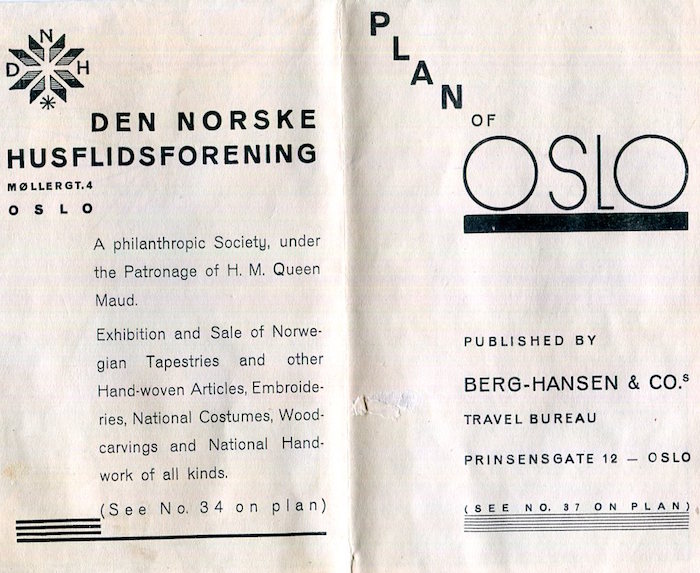 N
D H
DEN NORSKE
HUSFLIDSFORENING
MØLLERGT.4
OSLO
A philanthropic Society, under
the Patronage of H. M. Queen
Maud.
Exhibition and Sale of Norwe-
gian Tapestries and other
Hand-woven Articles, Embroide-
ries, National Costumes, Wood-
carvings and National Hand-
work of all kinds.
(See No. 34 on plan)
PLAN
OF
OSLO
PUBLISHED BY
BERG-HANSEN & CO.s
TRAVEL BUREAU
PRINSENSGATE 12 — OSLO
(SEE NO. 37 ON PLAN)